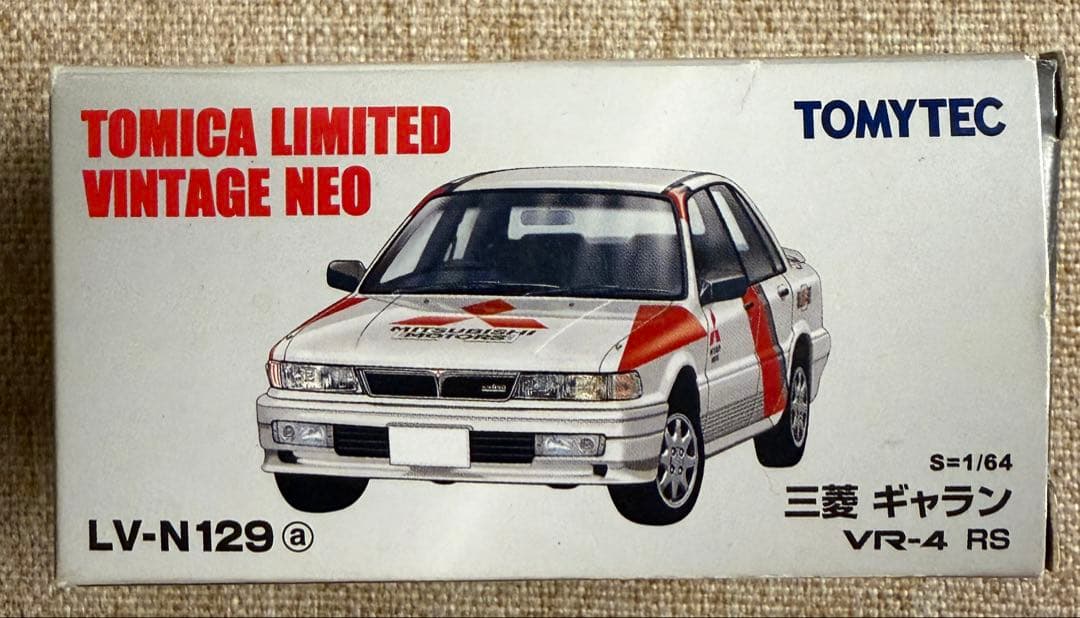 TOMICA LIMITED
VINTAGE NEO
TOMYTEC
MITSUBISHI
MOTORS
S=1/64
三菱 ギャラン
VR-4 RS
LV-N129 ⓐ